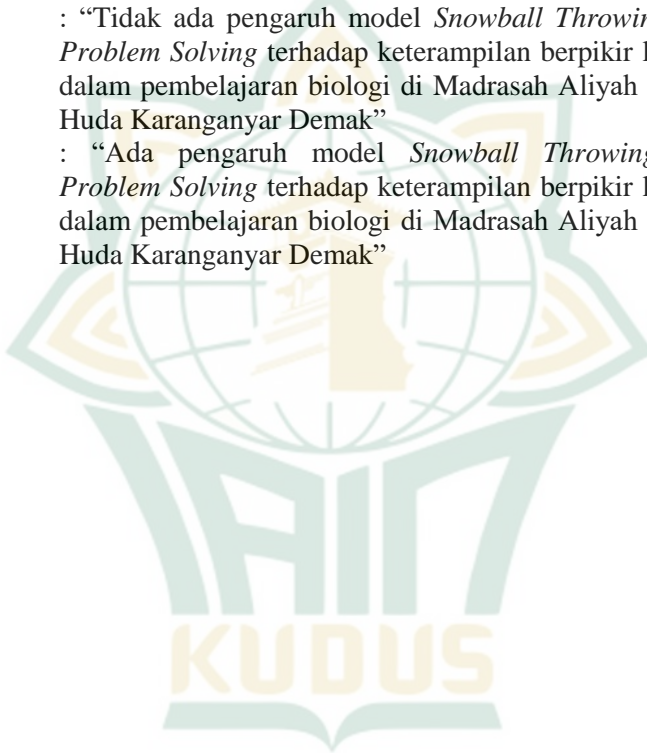 : “Tidak ada pengaruh model Snowball Throwing
Problem Solving terhadap keterampilan berpikir
dalam pembelajaran biologi di Madrasah Aliyah
Huda Karanganyar Demak”
: “Ada pengaruh model Snowball Throwing
Problem Solving terhadap keterampilan berpikir
dalam pembelajaran biologi di Madrasah Aliyah
Huda Karanganyar Demak”
IAIN
KUDUS